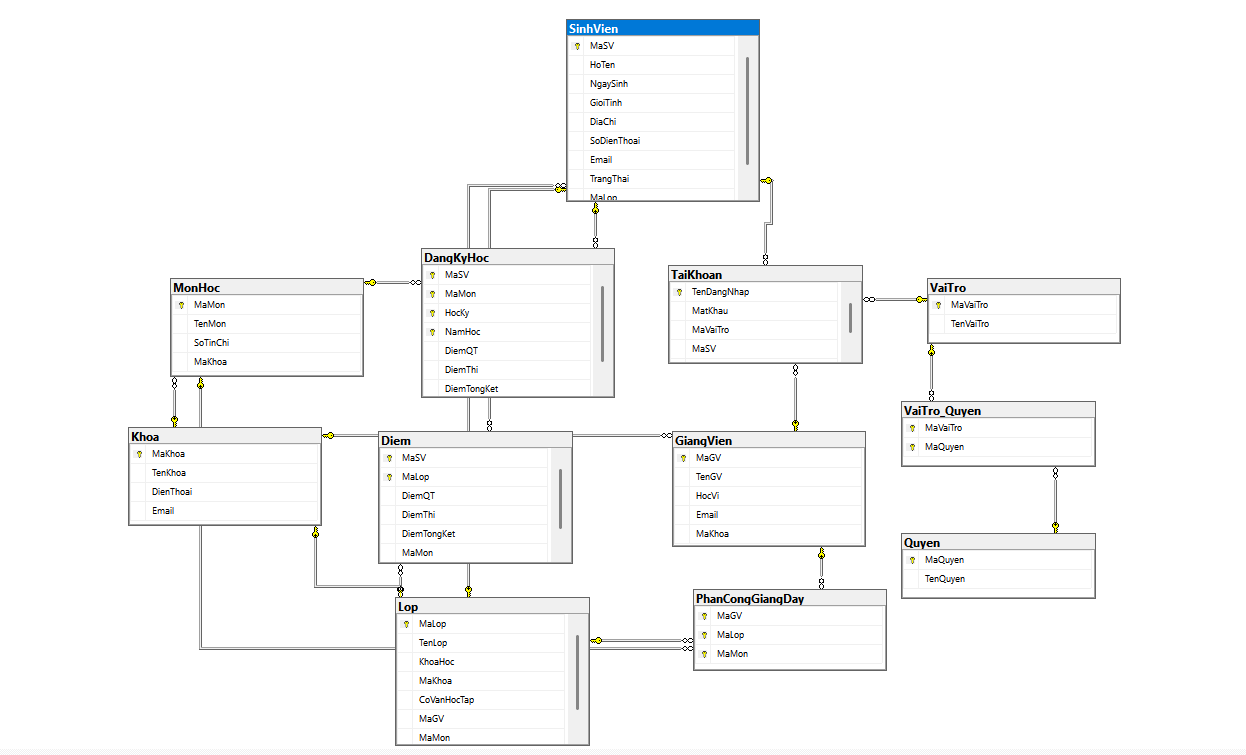 SinhVien
MaSV
HoTen
NgaySinh
GioiTinh
DiaChi
SoDienThoai
Email
TrangThai
MaLop
DangKyHoc
MaSV
MaMon
HocKy
NamHoc
DiemQT
DiemThi
DiemTongKet
TaiKhoan
TenDangNhap
MatKhau
MaVaiTro
MaSV
MonHoc
MaMon
TenMon
SoTinChi
MaKhoa
VaiTro
MaVaiTro
TenVaiTro
VaiTro_Quyen
MaVaiTro
MaQuyen
Khoa
MaKhoa
TenKhoa
DienThoai
Email
Diem
MaSV
MaLop
DiemQT
DiemThi
DiemTongKet
MaMon
GiangVien
MaGV
TenGV
HocVi
Email
MaKhoa
Quyen
MaQuyen
TenQuyen
PhanCongGiangDay
MaGV
MaLop
MaMon
Lop
MaLop
TenLop
KhoaHoc
MaKhoa
CoVanHocTap
MaGV
MaMon